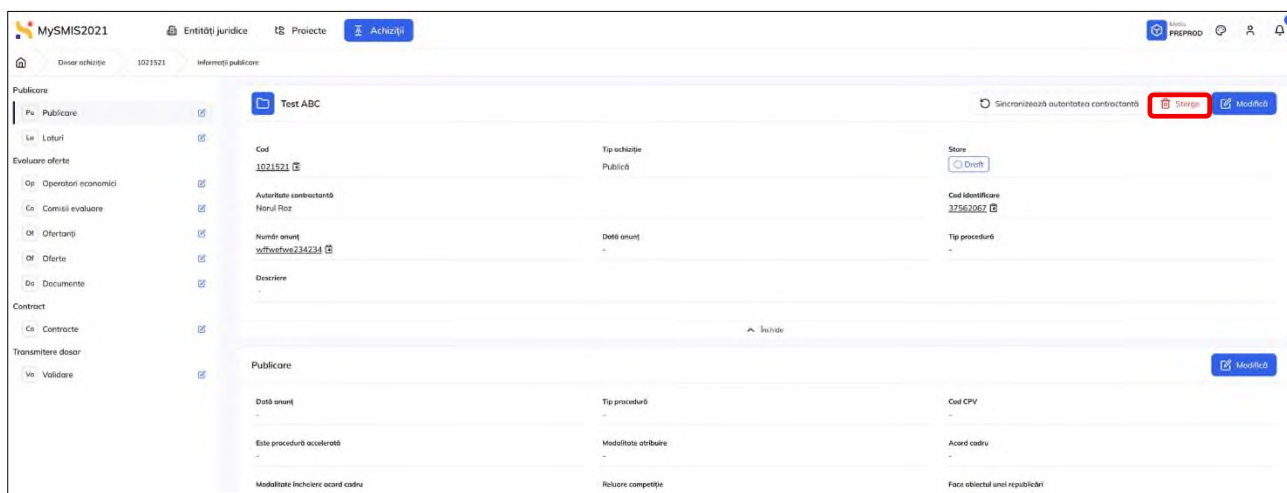 MySMIS2021 Entități juridice Proiecte Achiziții Mediu PREPROD
Dosar achiziție 1021521 Informații publicare
Publicare
Pu Publicare
Lo Loturi
Evaluare oferte
Op Operatori economici
Co Comisii evaluare
Of Ofertanți
Of Oferte
Do Documente
Contract
Co Contracte
Transmitere dosar
Va Validare
Test ABC Sincronizează autoritatea contractantă Șterge Modifică
Cod Tip achiziție Stare
1021521 Publică Draft
Autoritate contractantă Cod identificare
Norul Roz 37562067
Număr anunț Dată anunț Tip procedură
wffwefwe234234 - -
Descriere
-
Închide
Publicare Modifică
Dată anunț Tip procedură Cod CPV
- - -
Este procedură accelerată Modalitate atribuire Acord cadru
- - -
Modalitate încheiere acord cadru Reluare competiție Face obiectul unei republicări